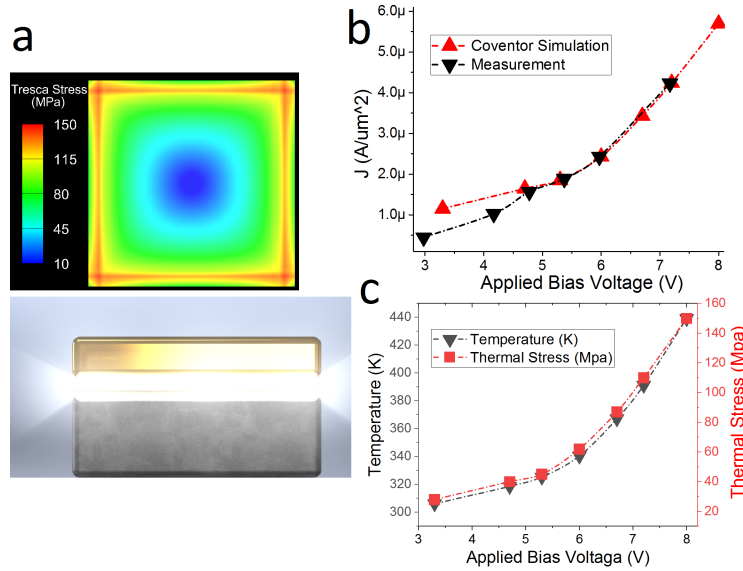 a
Tresca Stress
(MPa)
150
115
80
45
10
b
6.0µ
5.0µ
4.0µ
3.0µ
2.0µ
1.0µ
J (A/um^2)
Coventor Simulation
Measurement
3 4 5 6 7 8
Applied Bias Voltage (V)
c
440
420
400
380
360
340
320
300
Temperature (K)
Temperature (K)
Thermal Stress (Mpa)
160
140
120
100
80
60
40
20
Thermal Stress (Mpa)
3 4 5 6 7 8
Applied Bias Voltaga (V)